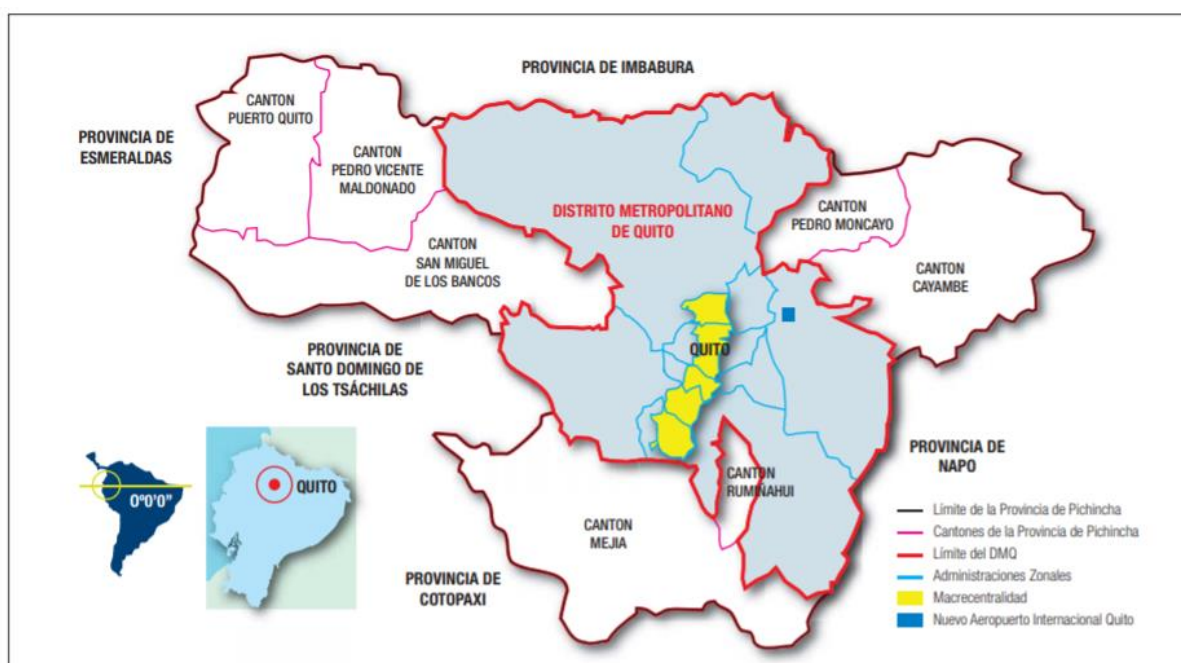 PROVINCIA DE IMBABURA
CANTON
PUERTO QUITO
PROVINCIA DE
ESMERALDAS
CANTON
PEDRO VICENTE
MALDONADO
DISTRITO METROPOLITANO
DE QUITO
CANTON
PEDRO MONCAYO
CANTON
SAN MIGUEL
DE LOS BANCOS
CANTON
CAYAMBE
QUITO
PROVINCIA DE
SANTO DOMINGO DE
LOS TSÁCHILAS
PROVINCIA DE
NAPO
CANTON
RUMIÑAHUI
CANTON
MEJIA
PROVINCIA DE
COTOPAXI
0º0'0"
QUITO
Límite de la Provincia de Pichincha
Cantones de la Provincia de Pichincha
Límite del DMQ
Administraciones Zonales
Macrecentralidad
Nuevo Aeropuerto Internacional Quito